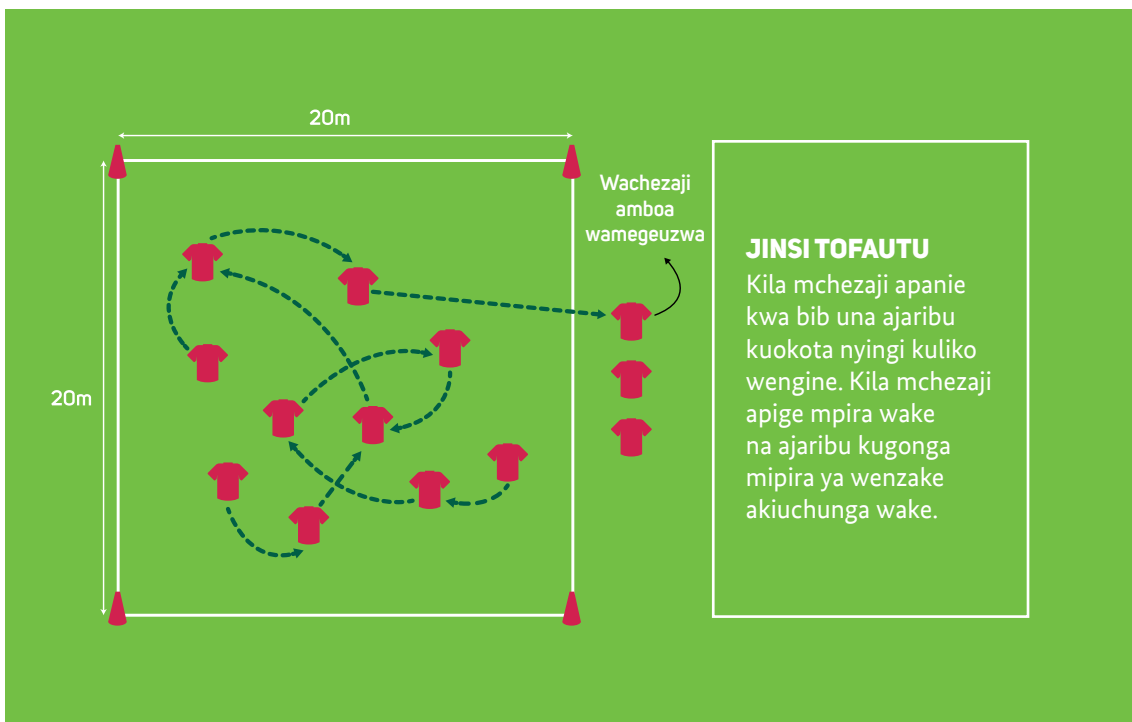 20m
20m
Wachezaji
amboa
wamegeuzwa
JINSI TOFAUTU
Kila mchezaji apanie
kwa bib una ajaribu
kuokota nyingi kuliko
wengine. Kila mchezaji
apige mpira wake
na ajaribu kugonga
mipira ya wenzake
akiuchunga wake.